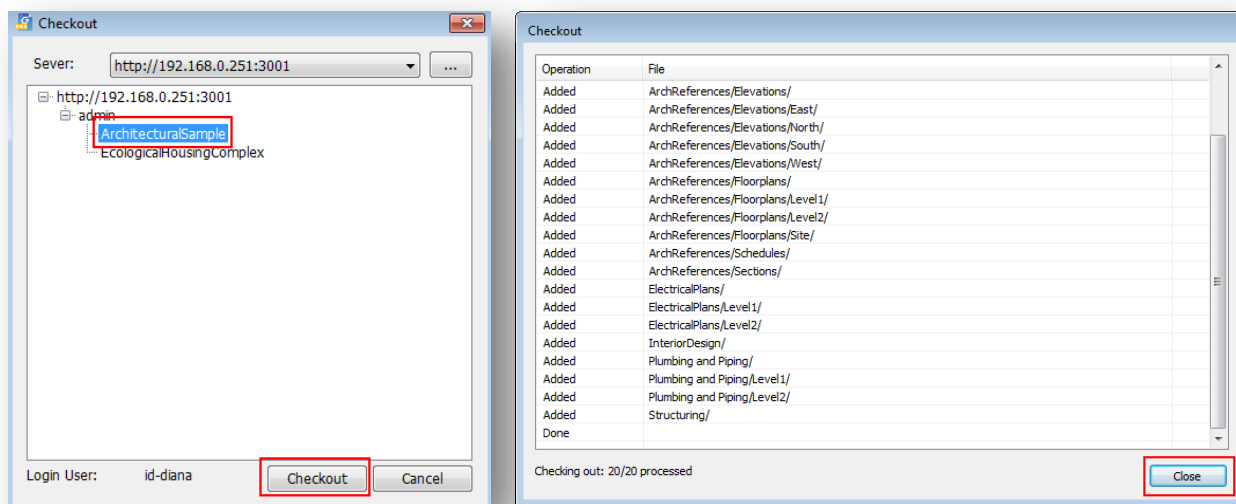 Checkout
Sever: http://192.168.0.251:3001 ...
http://192.168.0.251:3001
admin
ArchitecturalSample
EcologicalHousingComplex
Login User: id-diana Checkout Cancel
Checkout
Operation File
Added ArchReferences/Elevations/
Added ArchReferences/Elevations/East/
Added ArchReferences/Elevations/North/
Added ArchReferences/Elevations/South/
Added ArchReferences/Elevations/West/
Added ArchReferences/Floorplans/
Added ArchReferences/Floorplans/Level1/
Added ArchReferences/Floorplans/Level2/
Added ArchReferences/Floorplans/Site/
Added ArchReferences/Schedules/
Added ArchReferences/Sections/
Added ElectricalPlans/
Added ElectricalPlans/Level1/
Added ElectricalPlans/Level2/
Added InteriorDesign/
Added Plumbing and Piping/
Added Plumbing and Piping/Level1/
Added Plumbing and Piping/Level2/
Added Structuring/
Done
Checking out: 20/20 processed
Close